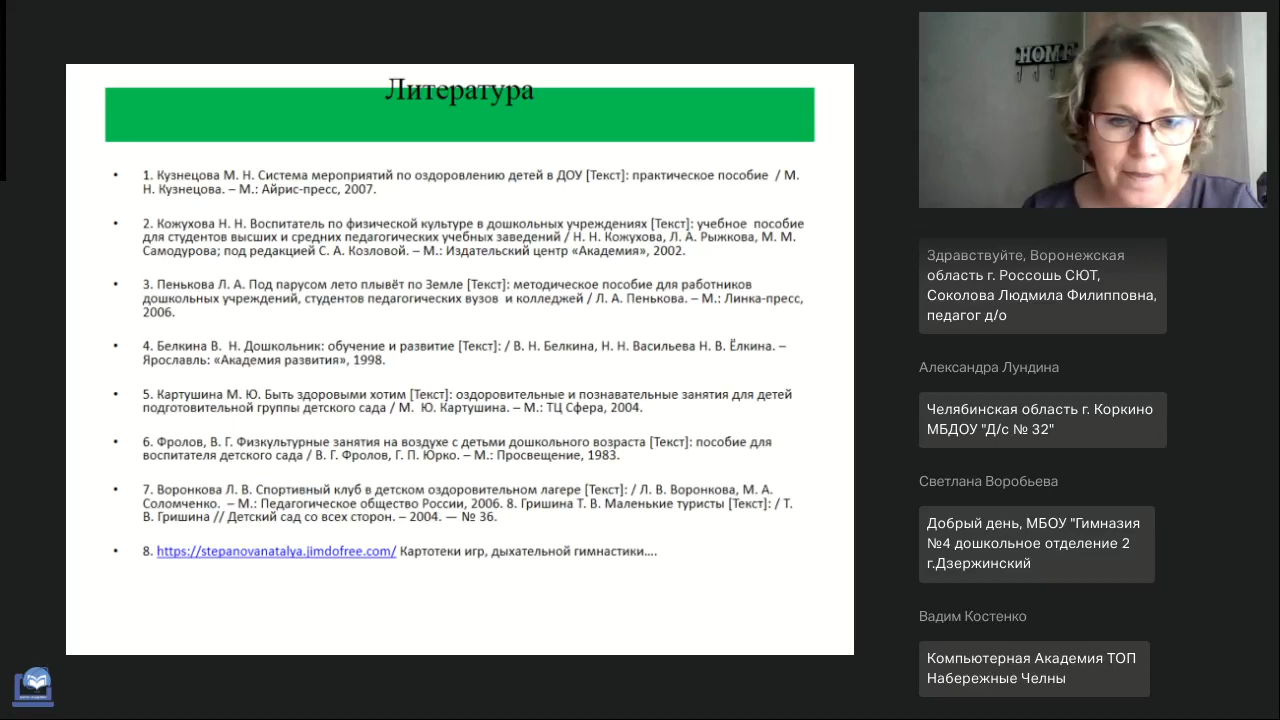 Литература
• 1. Кузнецова М. Н. Система мероприятий по оздоровлению детей в ДОУ [Текст]: практическое пособие / М.
Н. Кузнецова. – М.: Айрис-пресс, 2007.
• 2. Кожухова Н. Н. Воспитатель по физической культуре в дошкольных учреждениях [Текст]: учебное пособие
для студентов высших и средних педагогических учебных заведений / Н. Н. Кожухова, Л. А. Рыжкова, М. М.
Самодурова; под редакцией С. А. Козловой. – М.: Издательский центр «Академия», 2002.
• 3. Пенькова Л. А. Под парусом лето плывёт по Земле [Текст]: методическое пособие для работников
дошкольных учреждений, студентов педагогических вузов и колледжей / Л. А. Пенькова. – М.: Линка-пресс,
2006.
• 4. Белкина В. Н. Дошкольник: обучение и развитие [Текст]: / В. Н. Белкина, Н. Н. Васильева Н. В. Ёлкина. –
Ярославль: «Академия развития», 1998.
• 5. Картушина М. Ю. Быть здоровыми хотим [Текст]: оздоровительные и познавательные занятия для детей
подготовительной группы детского сада / М. Ю. Картушина. – М.: ТЦ Сфера, 2004.
• 6. Фролов, В. Г. Физкультурные занятия на воздухе с детьми дошкольного возраста [Текст]: пособие для
воспитателя детского сада / В. Г. Фролов, Г. П. Юрко. – М.: Просвещение, 1983.
• 7. Воронкова Л. В. Спортивный клуб в детском оздоровительном лагере [Текст]: / Л. В. Воронкова, М. А.
Соломченко. – М.: Педагогическое общество России, 2006. 8. Гришина Т. В. Маленькие туристы [Текст]: / Т.
В. Гришина // Детский сад со всех сторон. – 2004. — № 36.
• 8. https://stepanovanatalya.jimdofree.com/ Картотеки игр, дыхательной гимнастики....
HOME
Здравствуйте, Воронежская
область г. Россошь СЮТ,
Соколова Людмила Филипповна,
педагог д/о
Александра Лундина
Челябинская область г. Коркино
МБДОУ "Д/с № 32"
Светлана Воробьева
Добрый день, МБОУ "Гимназия
№4 дошкольное отделение 2
г.Дзержинский
Вадим Костенко
Компьютерная Академия ТОП
Набережные Челны